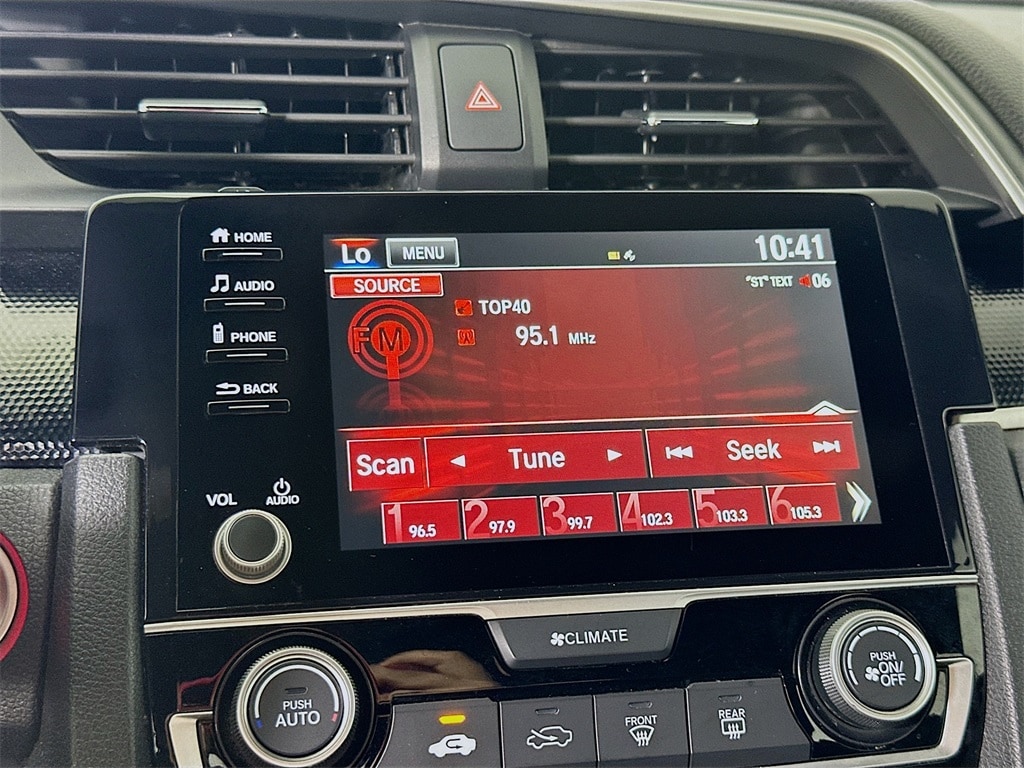 HOME
AUDIO
PHONE
BACK
VOL
AUDIO
Lo
MENU
10:41
SOURCE
"ST" TEXT
06
FM
TOP40
95.1 MHz
Scan
Tune
Seek
1 96.5
2 97.9
3 99.7
4 102.3
5 103.3
6 105.3
CLIMATE
PUSH
AUTO
FRONT
REAR
PUSH
ON/
OFF